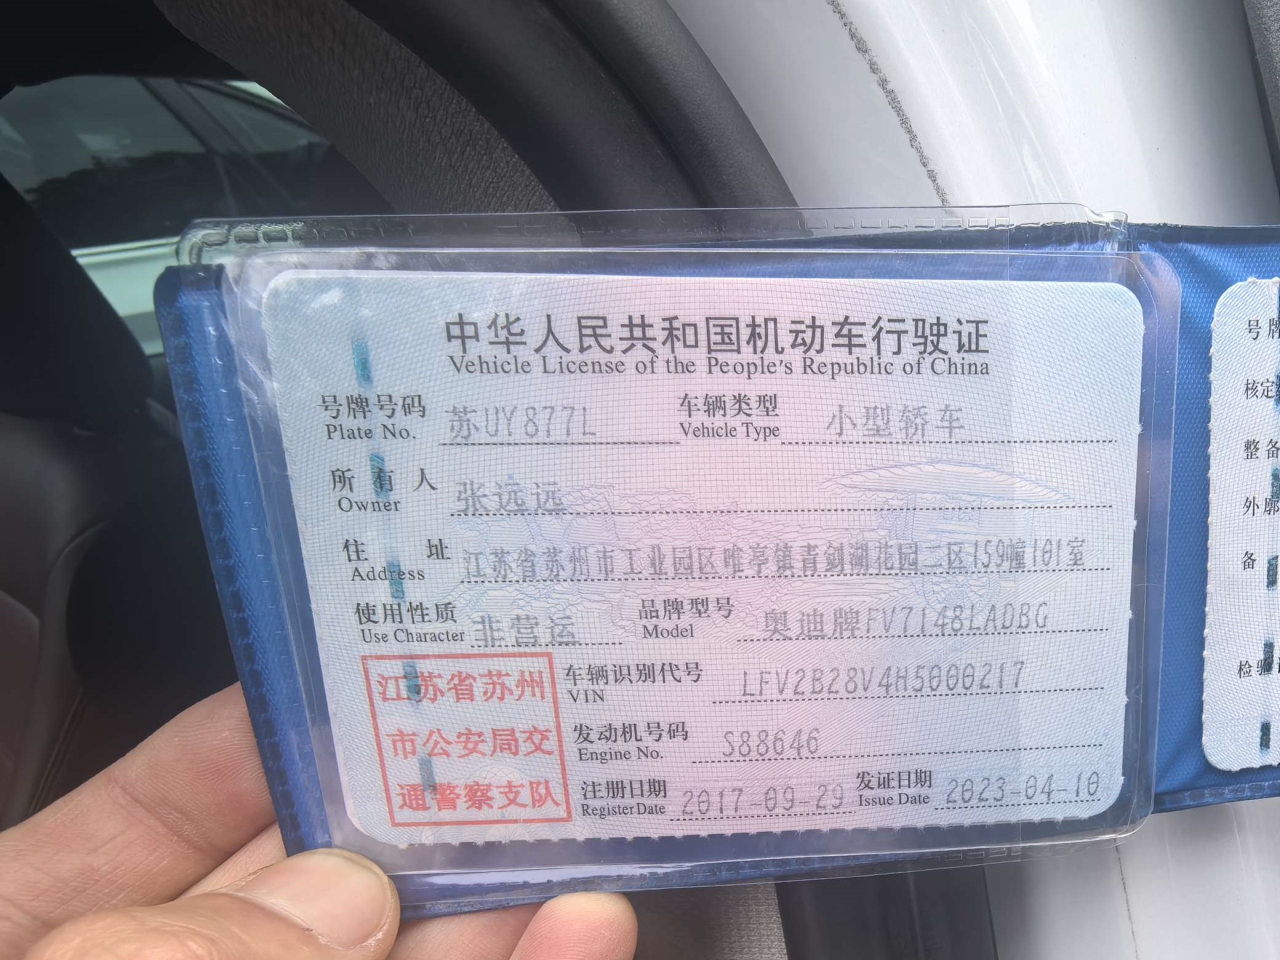 中华人民共和国机动车行驶证
Vehicle License of the People's Republic of China
号牌号码 苏UY877L 车辆类型 小型轿车
Plate No. Vehicle Type
所有人 张远远
Owner
住址 江苏省苏州市工业园区唯亭镇青剑湖花园二区159幢101室
Address
使用性质 非营运 品牌型号 奥迪牌FV7148LADBG
Use Character Model
江苏省苏州
市公安局交
通警察支队
车辆识别代号 LFV2B28V4H5000217
VIN
发动机号码 S88646
Engine No.
注册日期 2017-09-29 发证日期 2023-04-10
Register Date Issue Date
号牌
核定
整备
外廓
备
检验